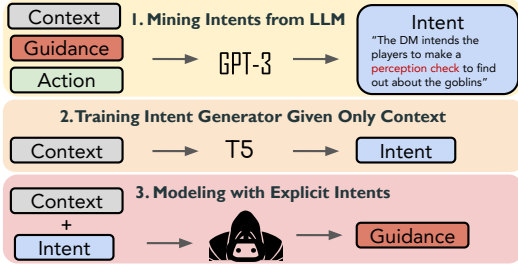 Context
1. Mining Intents from LLM
Intent
Guidance
GPT-3
"The DM intends the
players to make a
perception check to find
out about the goblins"
Action
2. Training Intent Generator Given Only Context
Context
T5
Intent
3. Modeling with Explicit Intents
Context
+
Intent
Guidance